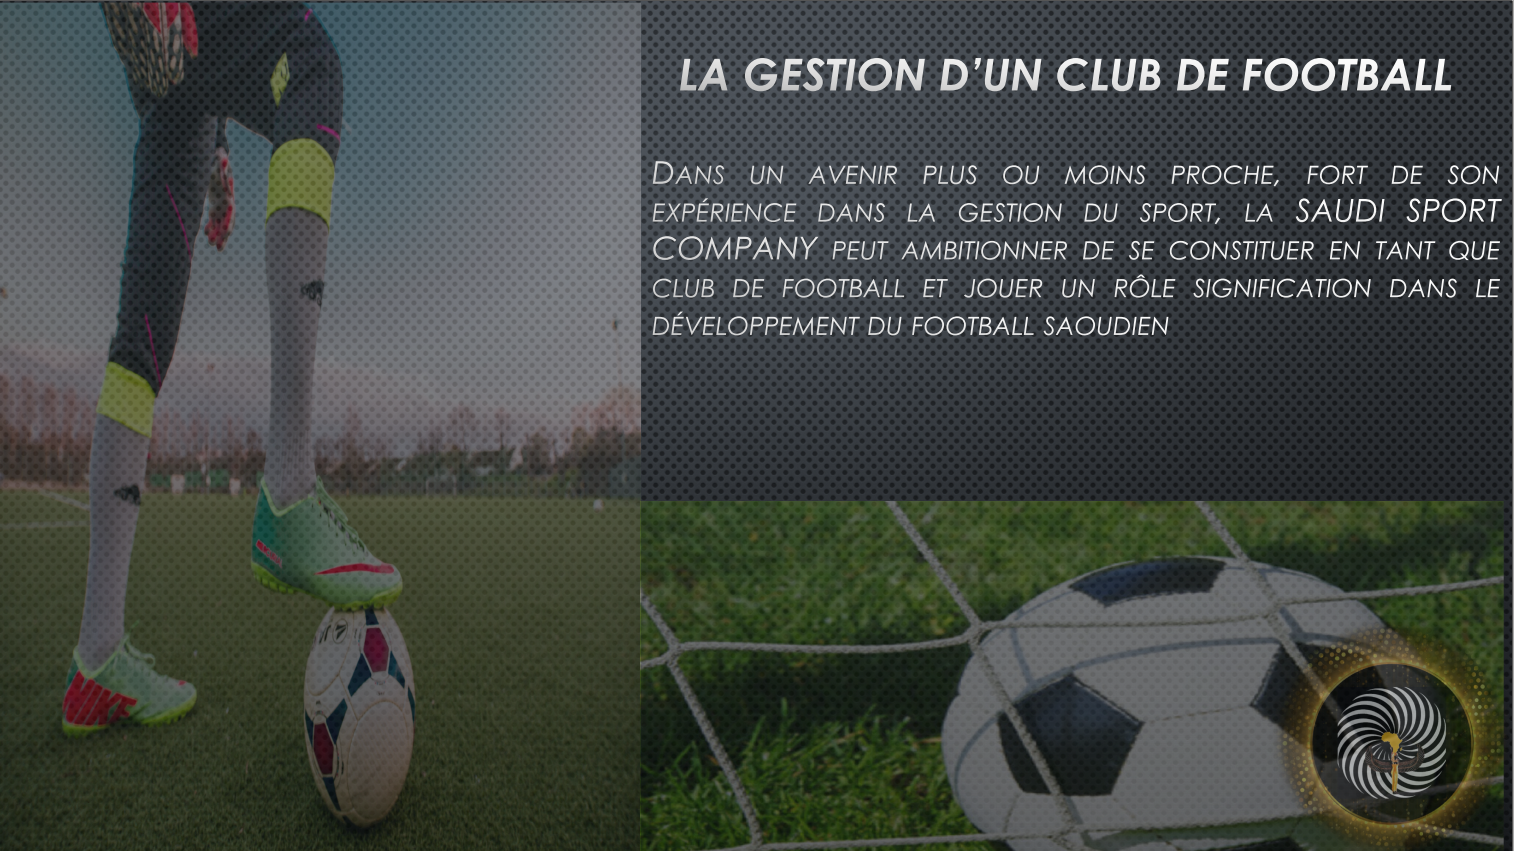 LA GESTION D’UN CLUB DE FOOTBALL
DANS UN AVENIR PLUS OU MOINS PROCHE, FORT DE SON
EXPÉRIENCE DANS LA GESTION DU SPORT, LA SAUDI SPORT
COMPANY PEUT AMBITIONNER DE SE CONSTITUER EN TANT QUE
CLUB DE FOOTBALL ET JOUER UN RÔLE SIGNIFICATION DANS LE
DÉVELOPPEMENT DU FOOTBALL SAOUDIEN